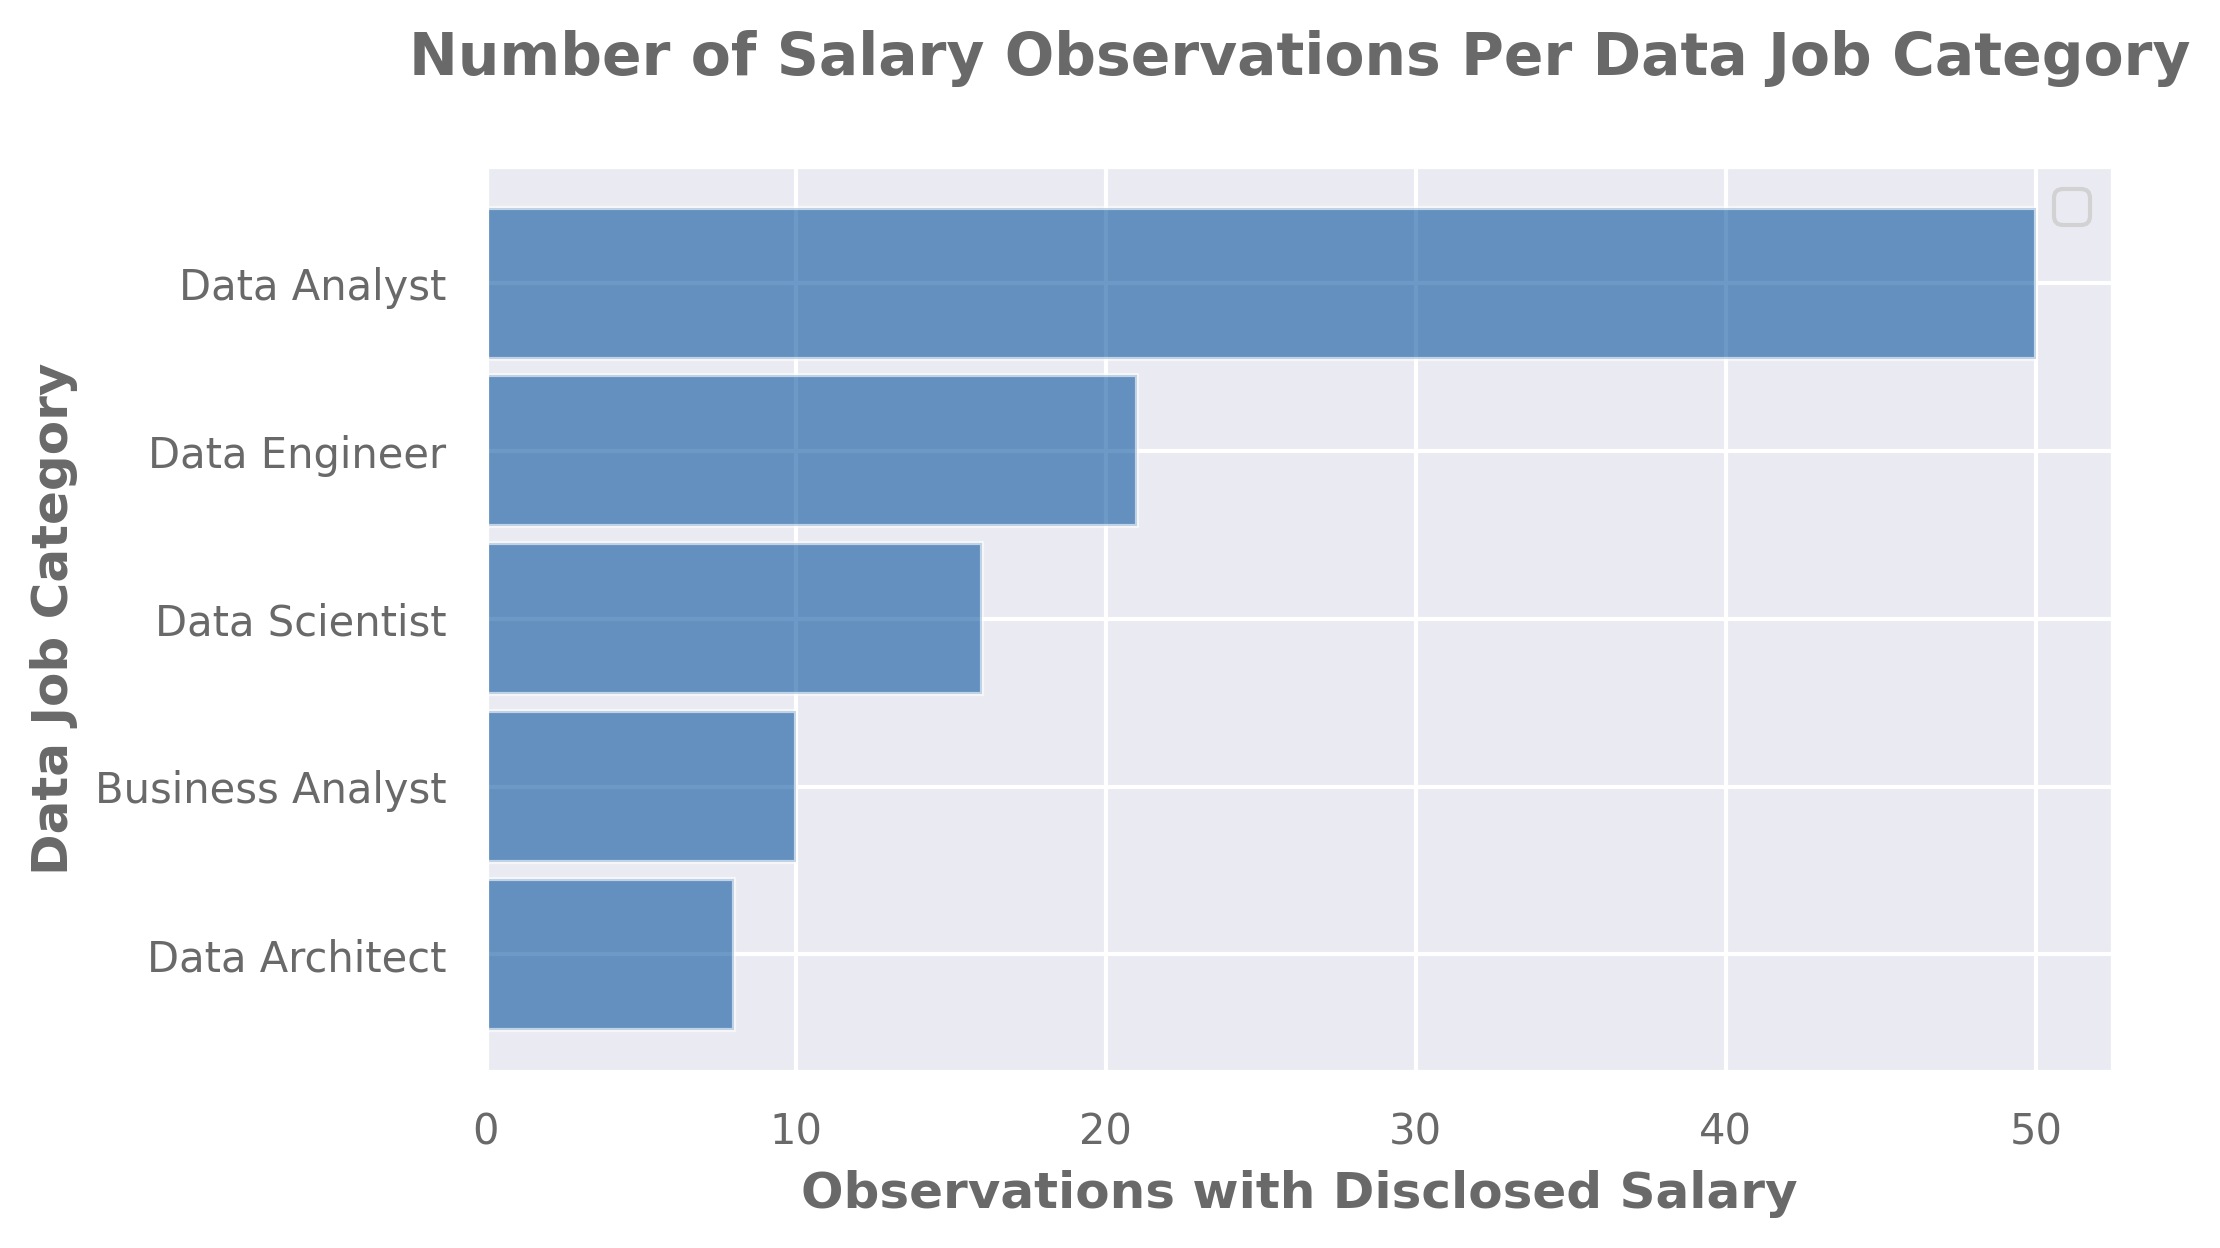 Number of Salary Observations Per Data Job Category
Data Job Category
Data Analyst
Data Engineer
Data Scientist
Business Analyst
Data Architect
0 10 20 30 40 50
Observations with Disclosed Salary